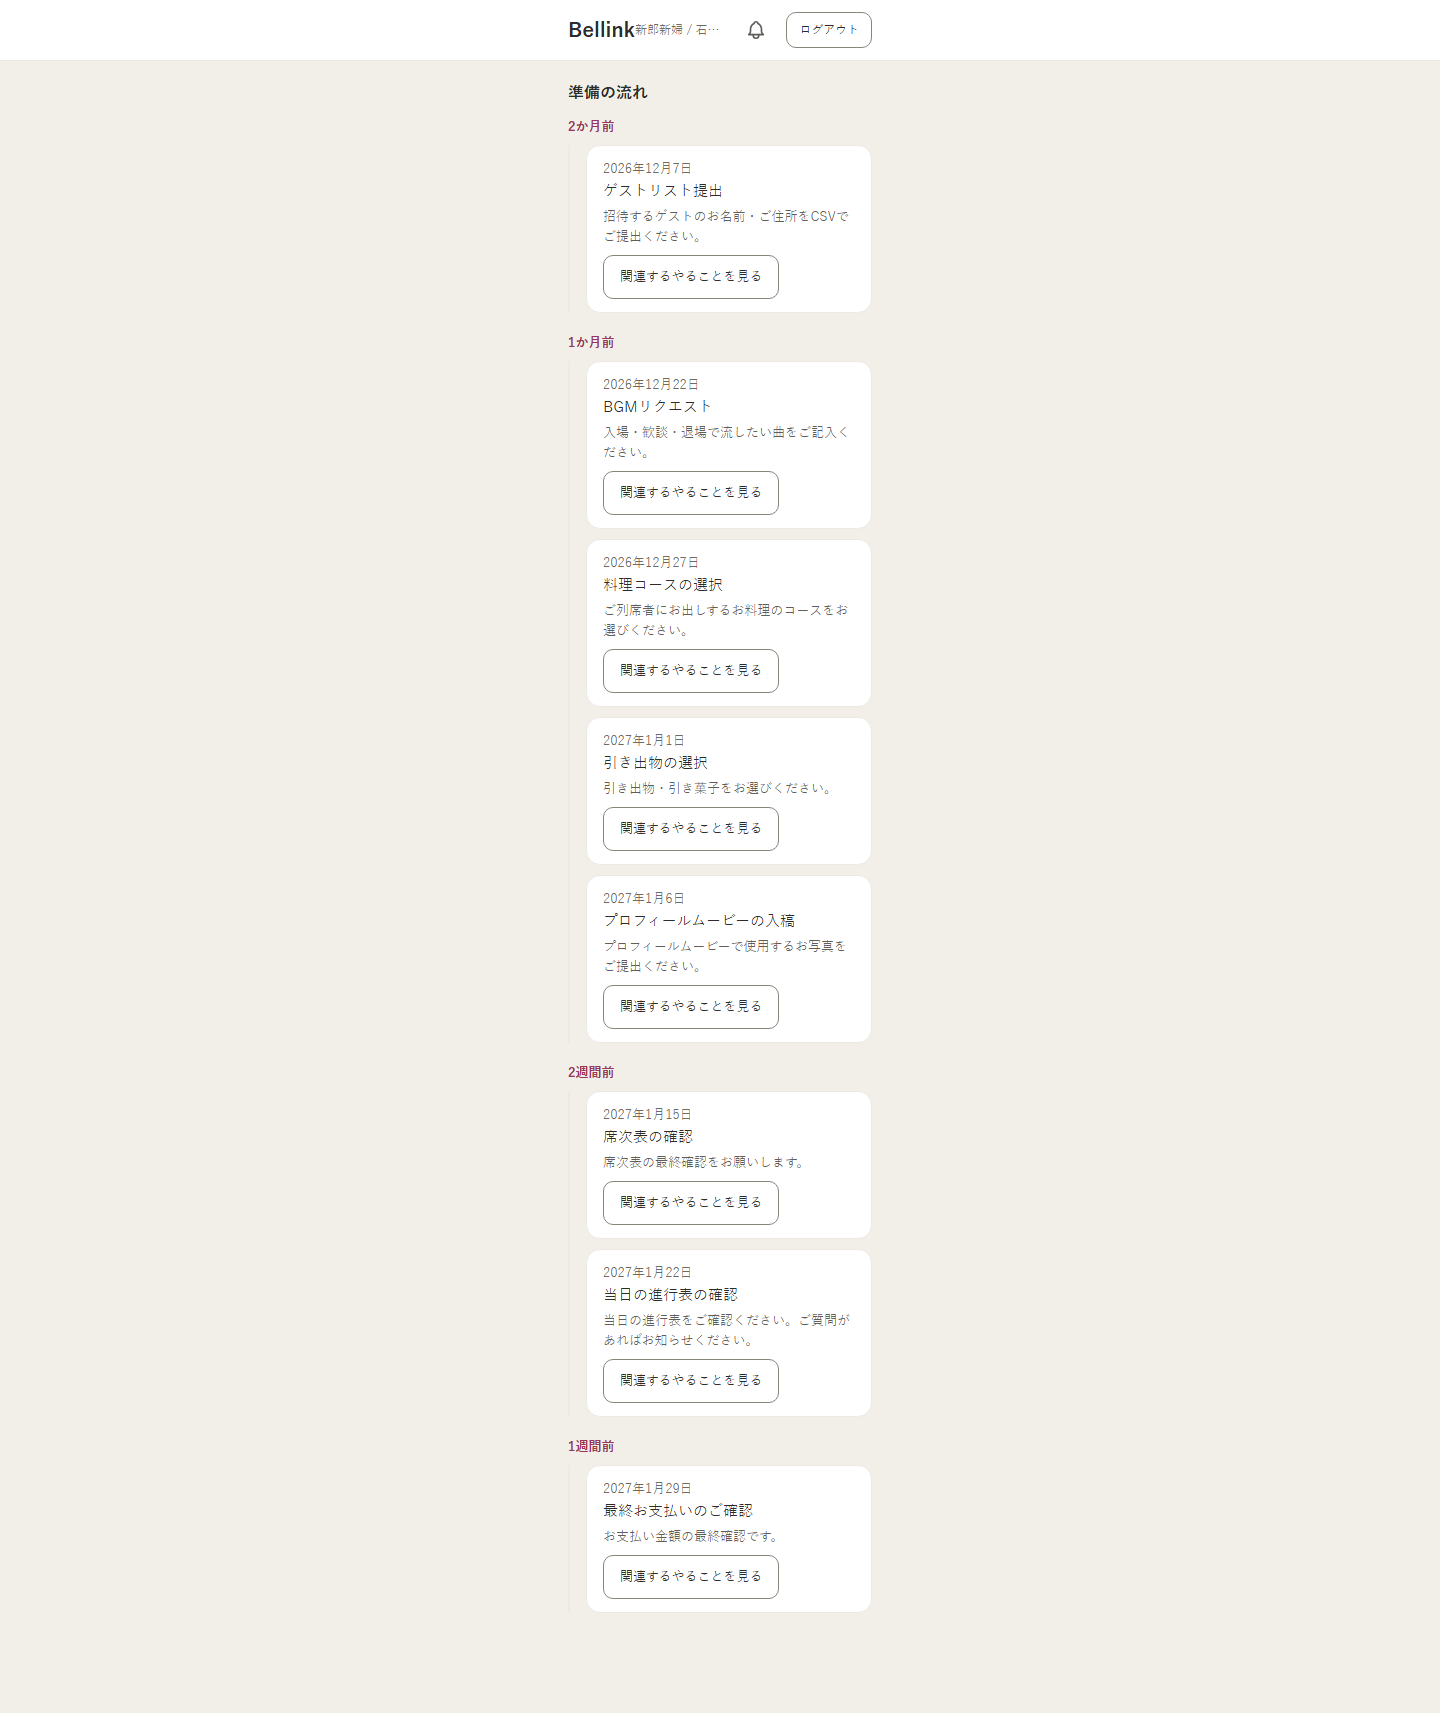 Bellink新郎新婦 / 石…
ログアウト
準備の流れ
2か月前
2026年12月7日
ゲストリスト提出
招待するゲストのお名前・ご住所をCSVで
ご提出ください。
関連するやることを見る
1か月前
2026年12月22日
BGMリクエスト
入場・歓談・退場で流したい曲をご記入く
ださい。
関連するやることを見る
2026年12月27日
料理コースの選択
ご列席者にお出しするお料理のコースをお
選びください。
関連するやることを見る
2027年1月1日
引き出物の選択
引き出物・引き菓子をお選びください。
関連するやることを見る
2027年1月6日
プロフィールムービーの入稿
プロフィールムービーで使用するお写真を
ご提出ください。
関連するやることを見る
2週間前
2027年1月15日
席次表の確認
席次表の最終確認をお願いします。
関連するやることを見る
2027年1月22日
当日の進行表の確認
当日の進行表をご確認ください。ご質問が
あればお知らせください。
関連するやることを見る
1週間前
2027年1月29日
最終お支払いのご確認
お支払い金額の最終確認です。
関連するやることを見る